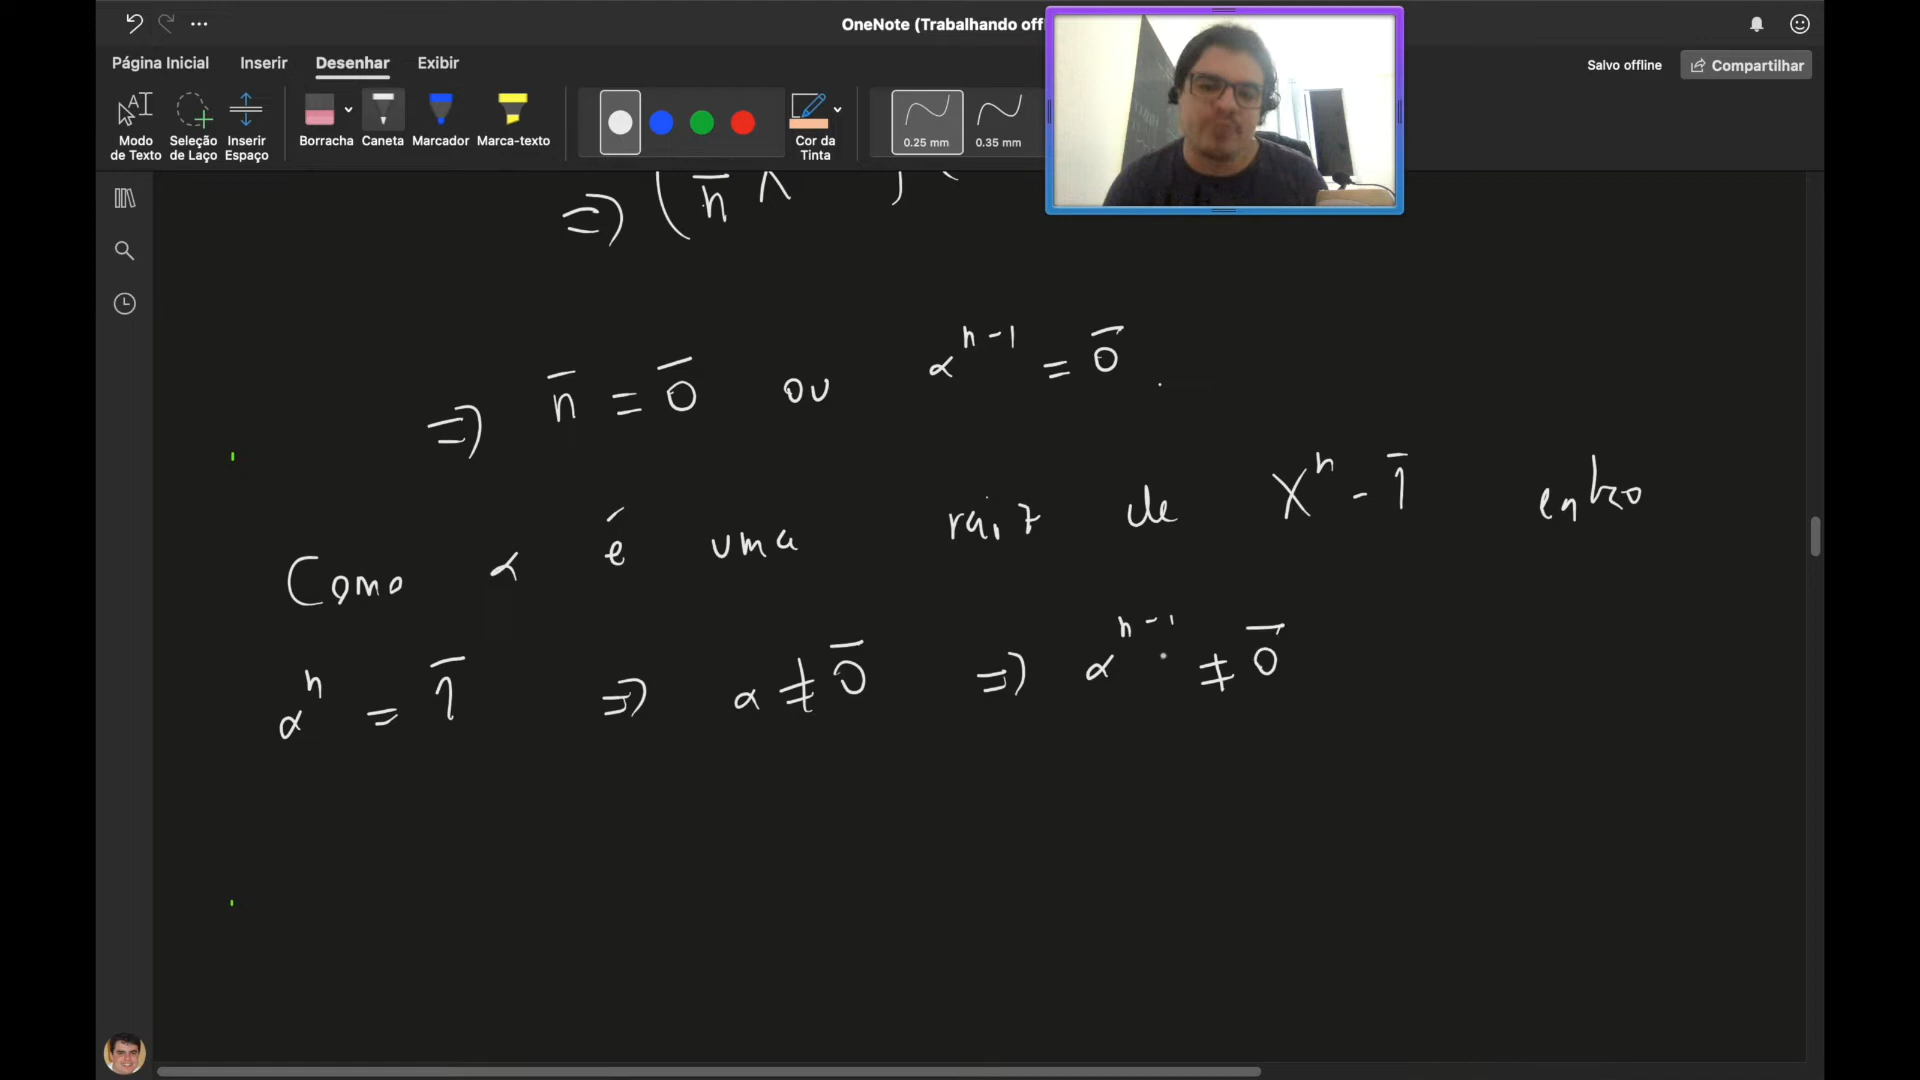 OneNote (Trabalhando offl
Página Inicial Inserir Desenhar Exibir
Salvo offline Compartilhar
Modo de Texto Seleção de Laço Inserir Espaço Borracha Caneta Marcador Marca-texto Cor da Tinta 0.25 mm 0.35 mm
=> ( n̅
=> n̅ = 0̅ ou α^{n-1} = 0̅.
Como α é uma raiz de X^n - 1̅ então
α^n = 1̅ => α ≠ 0̅ => α^{n-1} ≠ 0̅